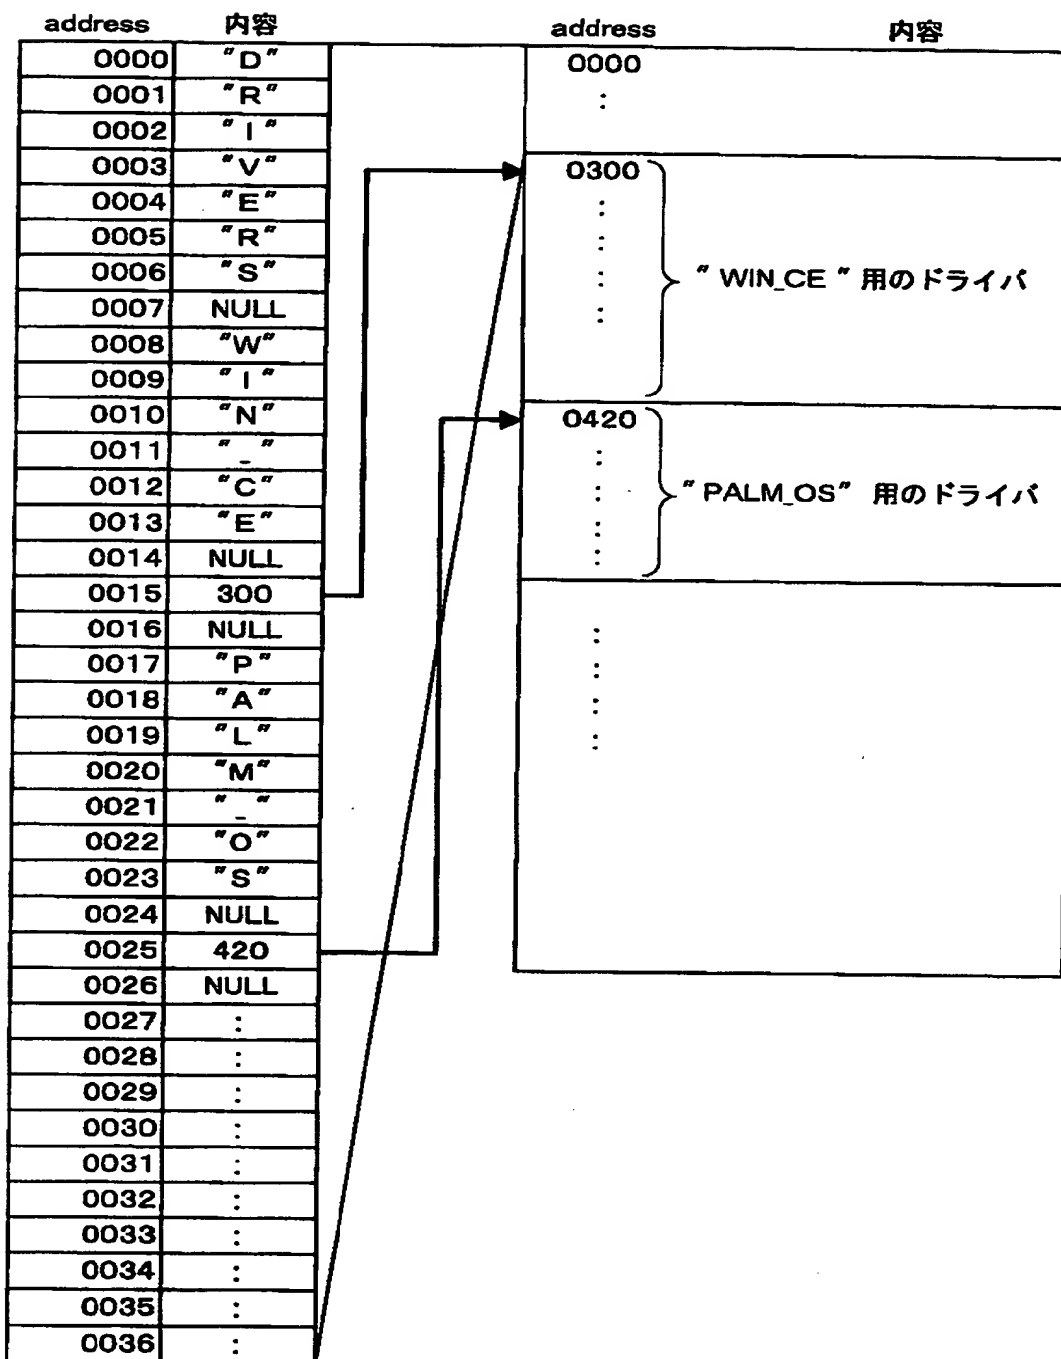 address 内容
0000 "D"
0001 "R"
0002 "I"
0003 "V"
0004 "E"
0005 "R"
0006 "S"
0007 NULL
0008 "W"
0009 "I"
0010 "N"
0011 "_"
0012 "C"
0013 "E"
0014 NULL
0015 300
0016 NULL
0017 "P"
0018 "A"
0019 "L"
0020 "M"
0021 "_"
0022 "O"
0023 "S"
0024 NULL
0025 420
0026 NULL
0027 :
0028 :
0029 :
0030 :
0031 :
0032 :
0033 :
0034 :
0035 :
0036 :
address 内容
0000
:
0300
:
:
:
:
" WIN_CE " 用のドライバ
0420
:
:
:
:
" PALM_OS" 用のドライバ
:
:
:
: